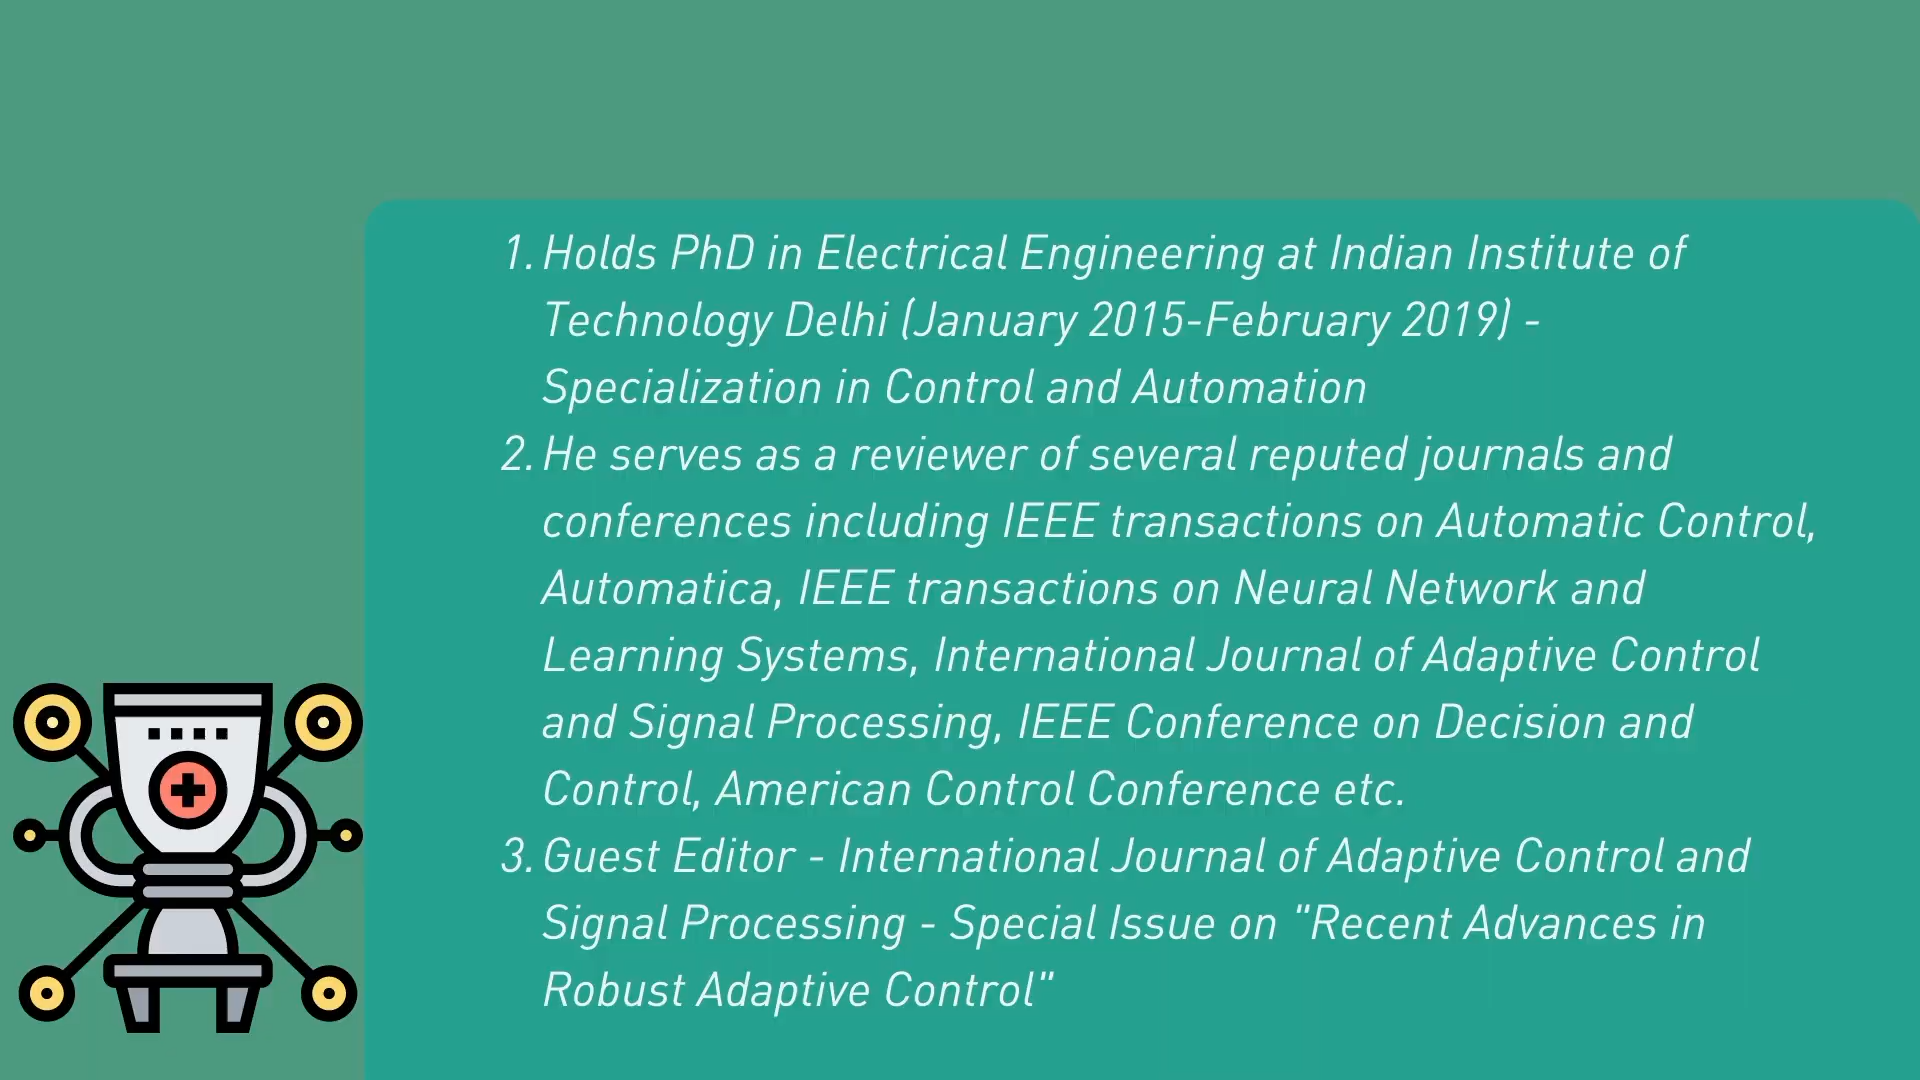 1. Holds PhD in Electrical Engineering at Indian Institute of
Technology Delhi (January 2015-February 2019) -
Specialization in Control and Automation
2. He serves as a reviewer of several reputed journals and
conferences including IEEE transactions on Automatic Control,
Automatica, IEEE transactions on Neural Network and
Learning Systems, International Journal of Adaptive Control
and Signal Processing, IEEE Conference on Decision and
Control, American Control Conference etc.
3. Guest Editor - International Journal of Adaptive Control and
Signal Processing - Special Issue on "Recent Advances in
Robust Adaptive Control"